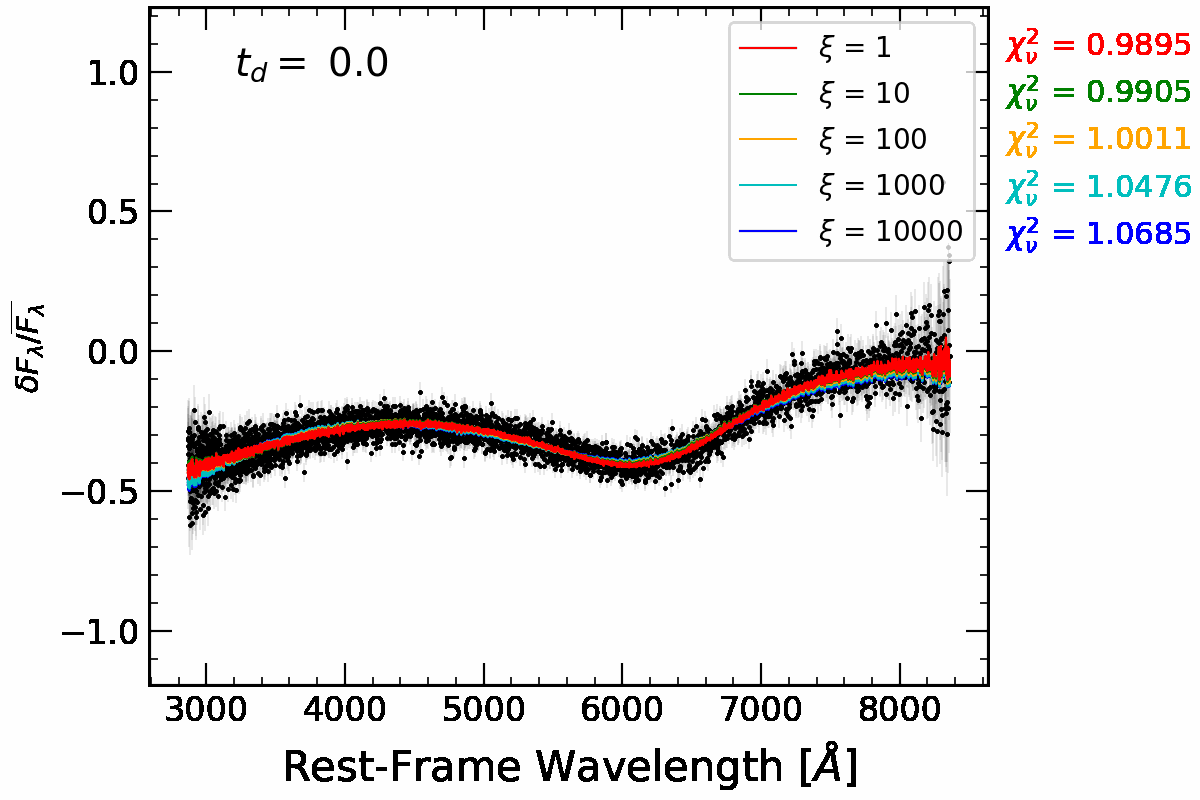 t_d = 0.0
ξ = 1
ξ = 10
ξ = 100
ξ = 1000
ξ = 10000
χ²_ν = 0.9895
χ²_ν = 0.9905
χ²_ν = 1.0011
χ²_ν = 1.0476
χ²_ν = 1.0685
δF_λ/F̅_λ
1.0
0.5
0.0
−0.5
−1.0
3000 4000 5000 6000 7000 8000
Rest-Frame Wavelength [Å]